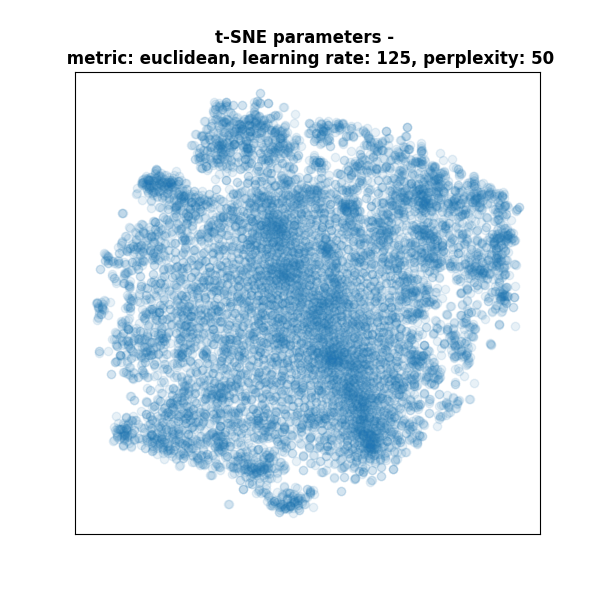 t-SNE parameters -
metric: euclidean, learning rate: 125, perplexity: 50